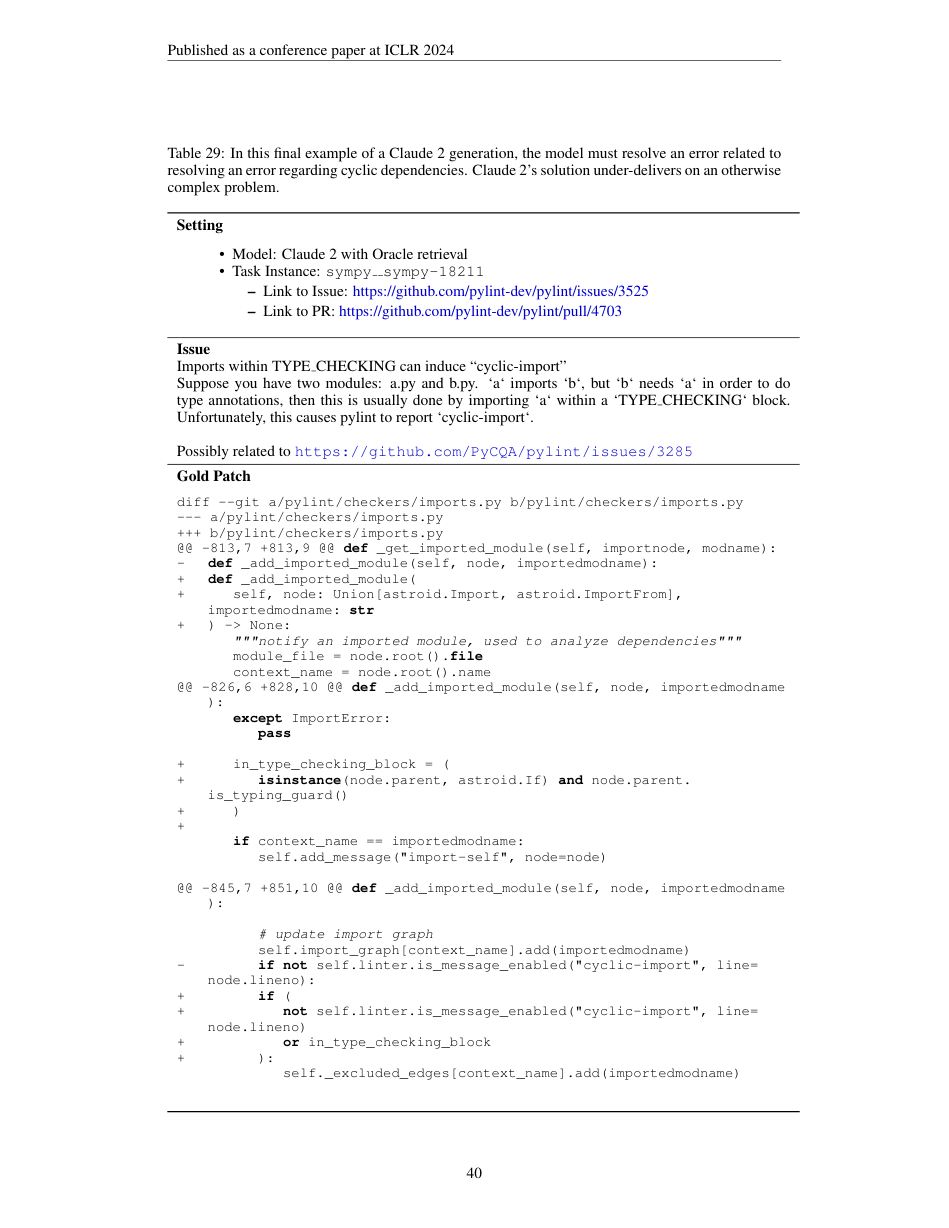 Published as a conference paper at ICLR 2024
Table 29: In this final example of a Claude 2 generation, the model must resolve an error related to
resolving an error regarding cyclic dependencies. Claude 2's solution under-delivers on an otherwise
complex problem.
Setting
• Model: Claude 2 with Oracle retrieval
• Task Instance: sympy__sympy-18211
– Link to Issue: https://github.com/pylint-dev/pylint/issues/3525
– Link to PR: https://github.com/pylint-dev/pylint/pull/4703
Issue
Imports within TYPE_CHECKING can induce "cyclic-import"
Suppose you have two modules: a.py and b.py. ‘a‘ imports ‘b‘, but ‘b‘ needs ‘a‘ in order to do
type annotations, then this is usually done by importing ‘a‘ within a ‘TYPE_CHECKING‘ block.
Unfortunately, this causes pylint to report ‘cyclic-import‘.
Possibly related to https://github.com/PyCQA/pylint/issues/3285
Gold Patch
diff --git a/pylint/checkers/imports.py b/pylint/checkers/imports.py
--- a/pylint/checkers/imports.py
+++ b/pylint/checkers/imports.py
@@ -813,7 +813,9 @@ def _get_imported_module(self, importnode, modname):
-   def _add_imported_module(self, node, importedmodname):
+   def _add_imported_module(
+      self, node: Union[astroid.Import, astroid.ImportFrom],
importedmodname: str
+   ) -> None:
"""notify an imported module, used to analyze dependencies"""
module_file = node.root().file
context_name = node.root().name
@@ -826,6 +828,10 @@ def _add_imported_module(self, node, importedmodname
):
except ImportError:
pass
+      in_type_checking_block = (
+         isinstance(node.parent, astroid.If) and node.parent.
is_typing_guard()
+      )
+
if context_name == importedmodname:
self.add_message("import-self", node=node)
@@ -845,7 +851,10 @@ def _add_imported_module(self, node, importedmodname
):
# update import graph
self.import_graph[context_name].add(importedmodname)
-         if not self.linter.is_message_enabled("cyclic-import", line=
node.lineno):
+         if (
+            not self.linter.is_message_enabled("cyclic-import", line=
node.lineno)
+            or in_type_checking_block
+         ):
self._excluded_edges[context_name].add(importedmodname)
40